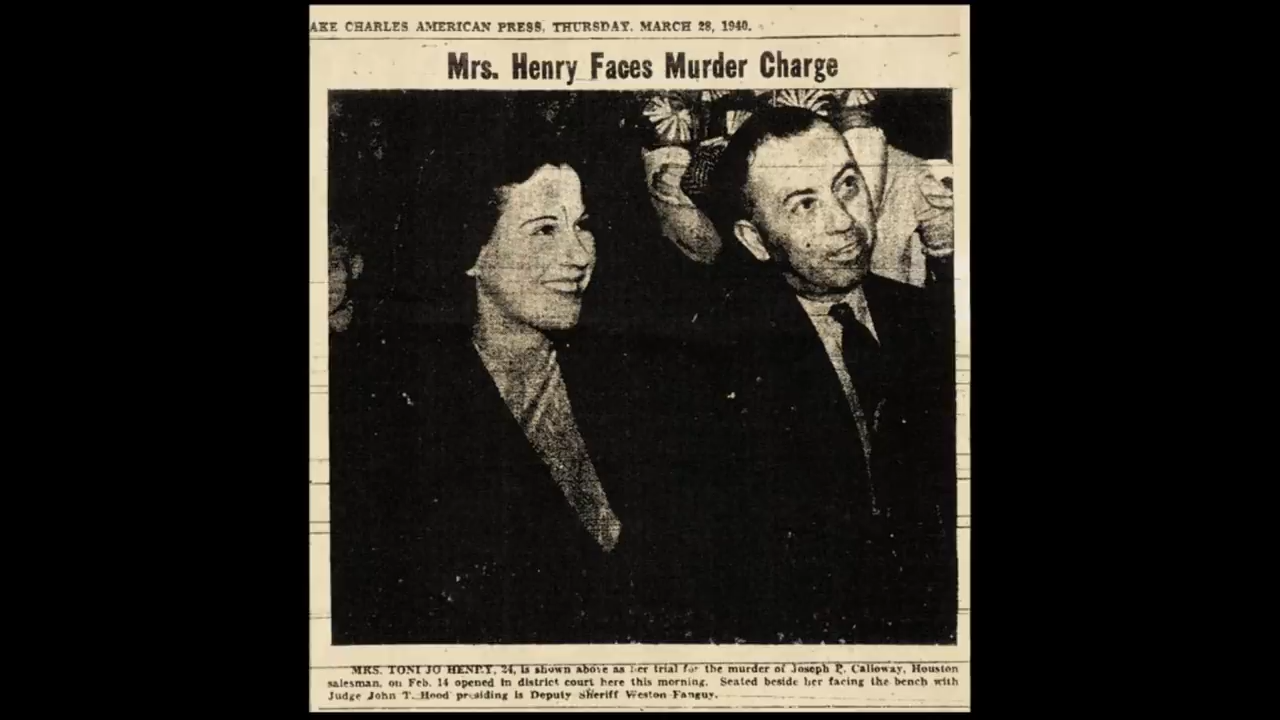 AKE CHARLES AMERICAN PRESS, THURSDAY, MARCH 28, 1940.
Mrs. Henry Faces Murder Charge
MRS. TONI JO HENRY, 24, is shown above as her trial for the murder of Joseph P. Calloway, Houston
salesman, on Feb. 14 opened in district court here this morning. Seated beside her facing the bench with
Judge John T. Hood presiding is Deputy Sheriff Weston Fanguy.